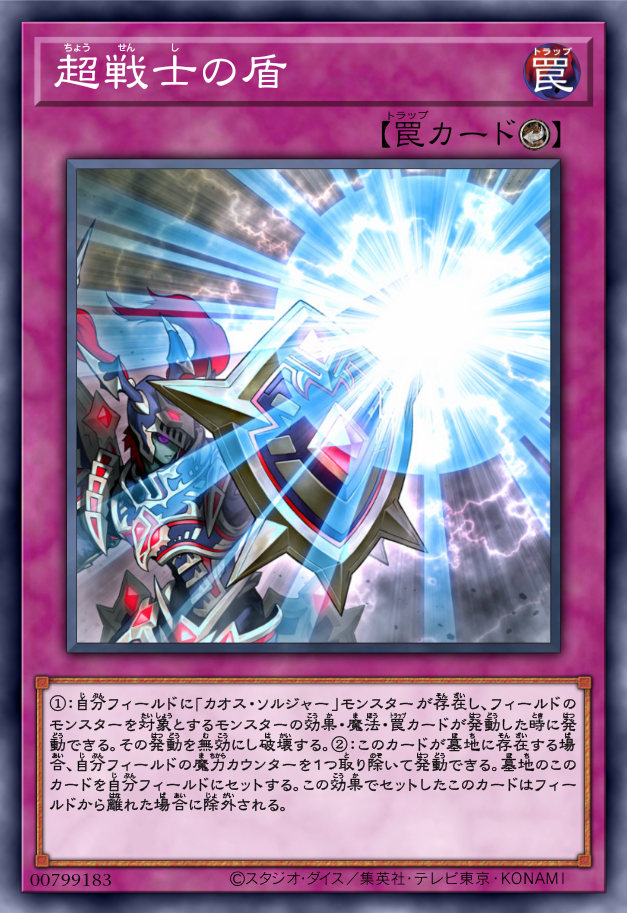 超戦士の盾
罠
【罠カード】
①:自分フィールドに「カオス・ソルジャー」モンスターが存在し、フィールドの
モンスターを対象とするモンスターの効果・魔法・罠カードが発動した時に発
動できる。その発動を無効にし破壊する。②:このカードが墓地に存在する場
合、自分フィールドの魔力カウンターを1つ取り除いて発動できる。墓地のこの
カードを自分フィールドにセットする。この効果でセットしたこのカードはフィー
ルドから離れた場合に除外される。
00799183
©スタジオ・ダイス/集英社・テレビ東京・KONAMI